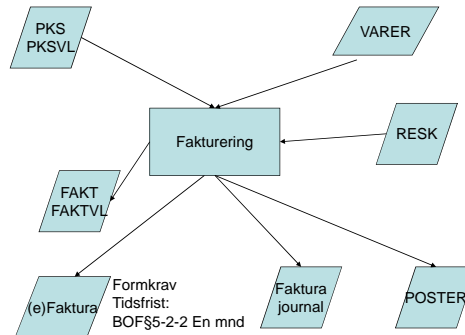 PKS
PKSVL
VARER
Fakturering
RESK
FAKT
FAKTVL
(e)Faktura
Formkrav
Tidsfrist:
BOF§5-2-2 En mnd
Faktura
journal
POSTER